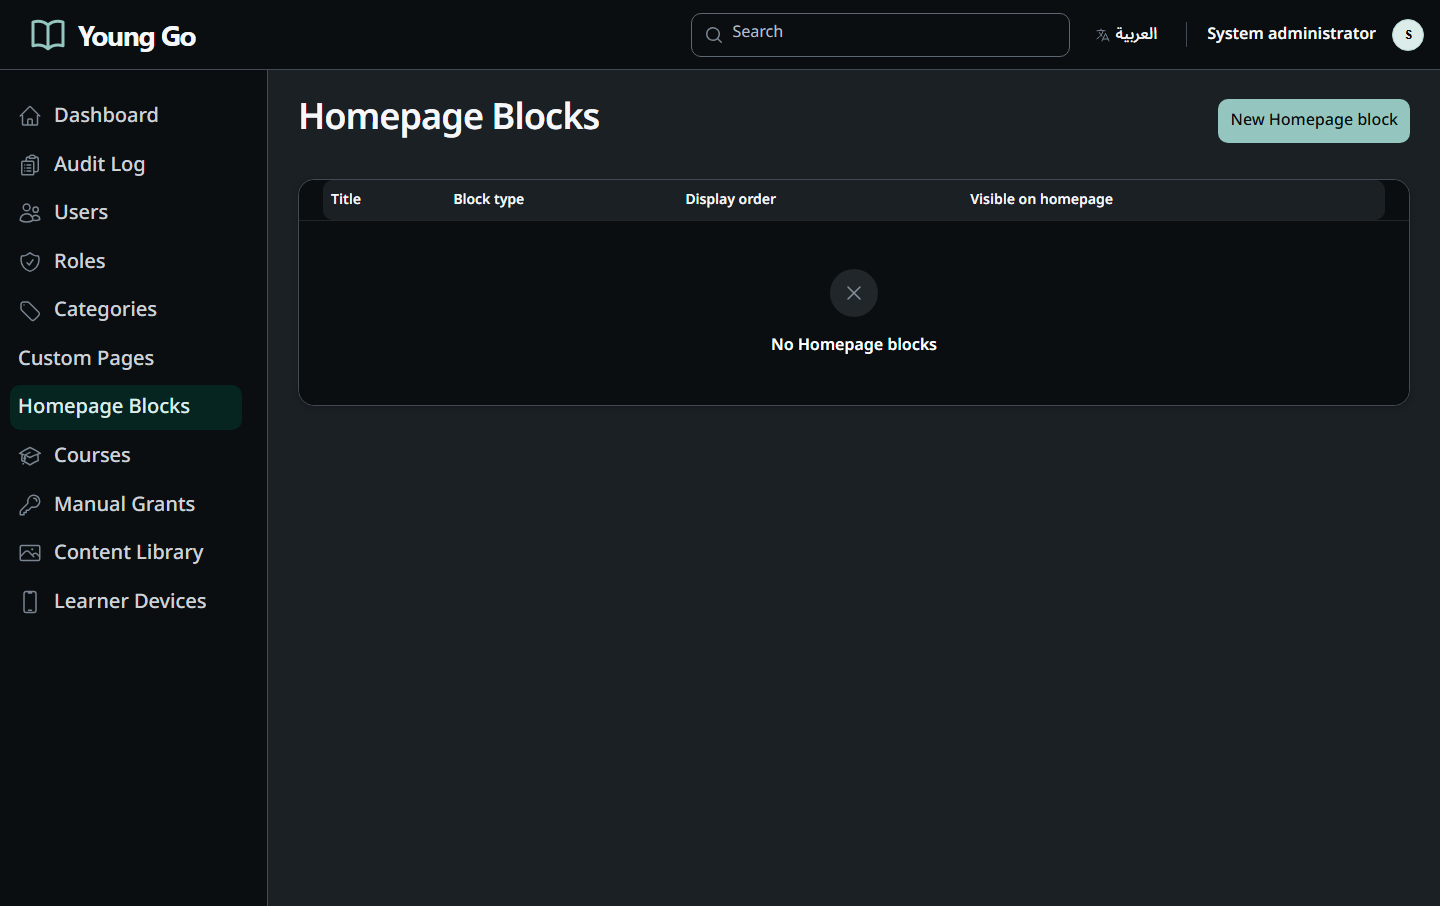 Young Go
Search
العربية
System administrator
S
Dashboard
Audit Log
Users
Roles
Categories
Custom Pages
Homepage Blocks
Courses
Manual Grants
Content Library
Learner Devices
Homepage Blocks
New Homepage block
Title Block type Display order Visible on homepage
No Homepage blocks